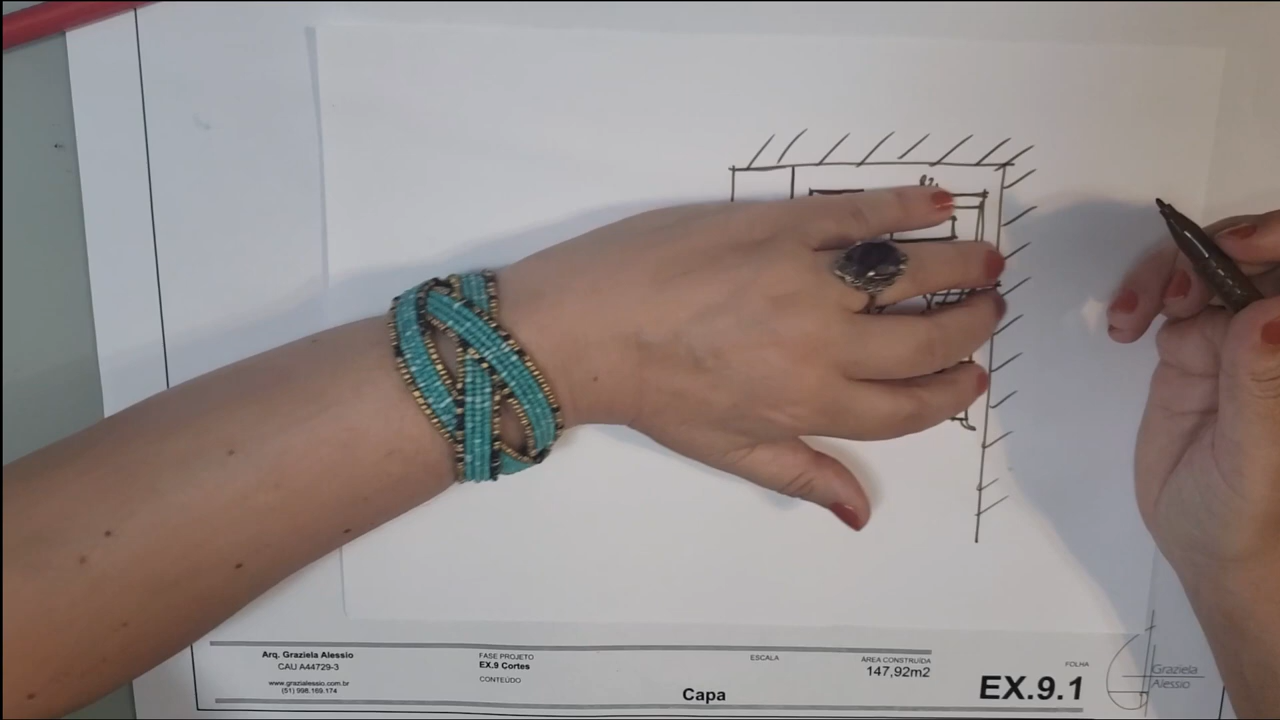 Arq. Graziela Alessio
CAU A44729-3
www.grazialessio.com.br
(51) 998.169.174
FASE PROJETO
EX.9 Cortes
CONTEÚDO
Capa
ESCALA
ÁREA CONSTRUÍDA
147,92m2
FOLHA
EX.9.1
Graziela
Alessio